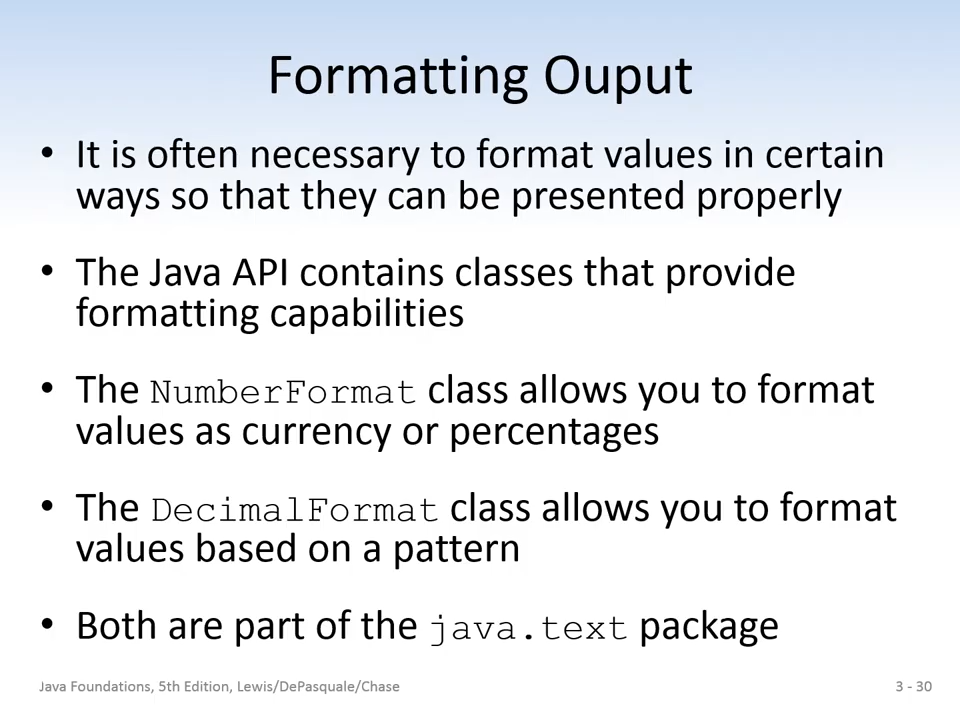 Formatting Ouput
• It is often necessary to format values in certain
ways so that they can be presented properly
• The Java API contains classes that provide
formatting capabilities
• The NumberFormat class allows you to format
values as currency or percentages
• The DecimalFormat class allows you to format
values based on a pattern
• Both are part of the java.text package
Java Foundations, 5th Edition, Lewis/DePasquale/Chase
3 - 30